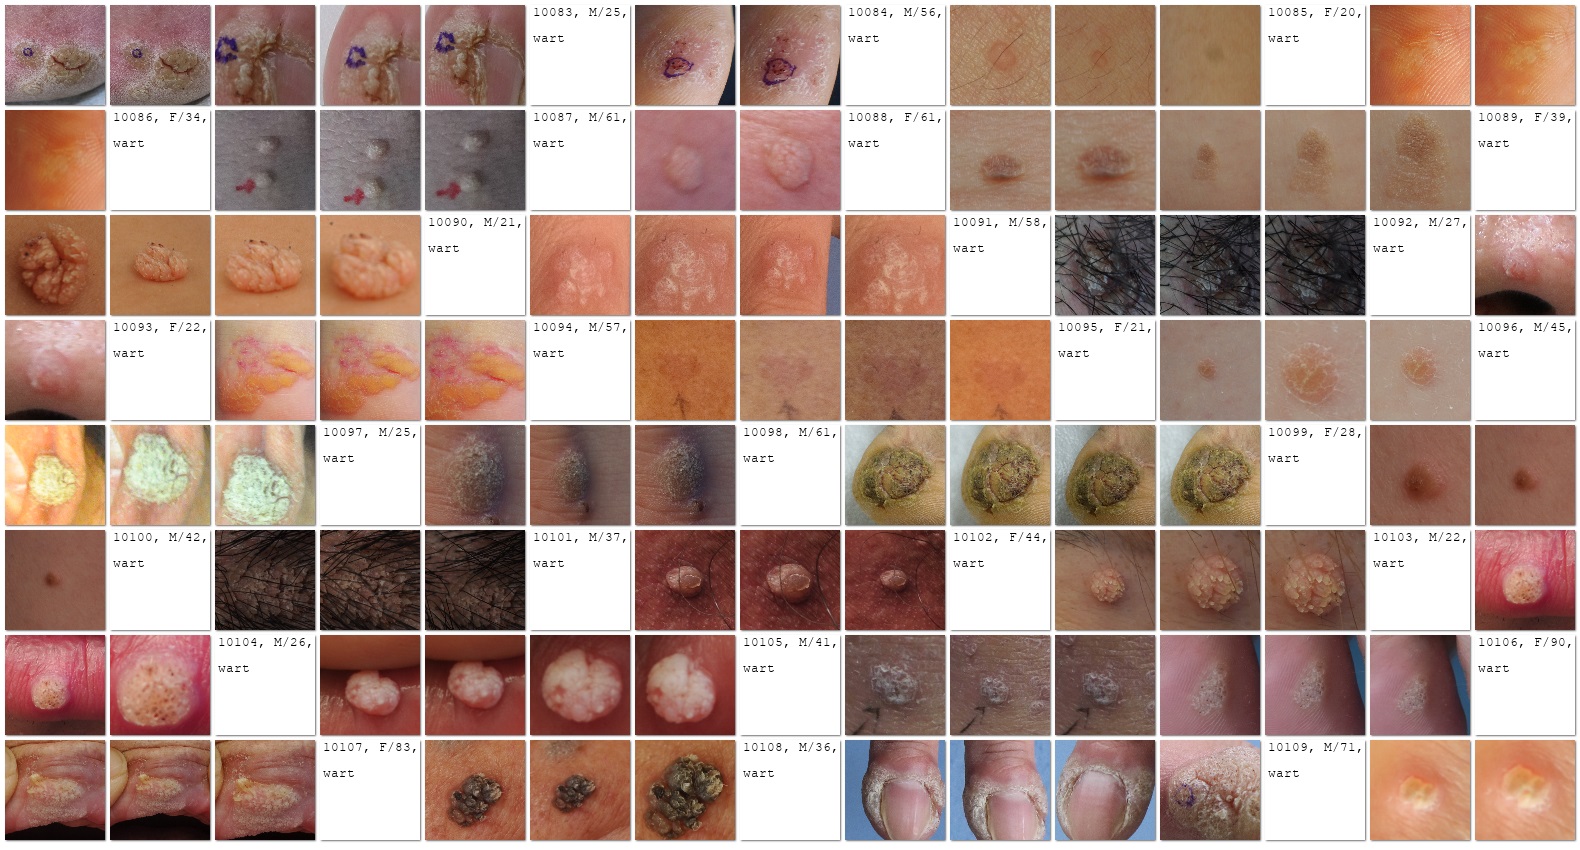 10083, M/25,
wart
10084, M/56,
wart
10085, F/20,
wart
10086, F/34,
wart
10087, M/61,
wart
10088, F/61,
wart
10089, F/39,
wart
10090, M/21,
wart
10091, M/58,
wart
10092, M/27,
wart
10093, F/22,
wart
10094, M/57,
wart
10095, F/21,
wart
10096, M/45,
wart
10097, M/25,
wart
10098, M/61,
wart
10099, F/28,
wart
10100, M/42,
wart
10101, M/37,
wart
10102, F/44,
wart
10103, M/22,
wart
10104, M/26,
wart
10105, M/41,
wart
10106, F/90,
wart
10107, F/83,
wart
10108, M/36,
wart
10109, M/71,
wart